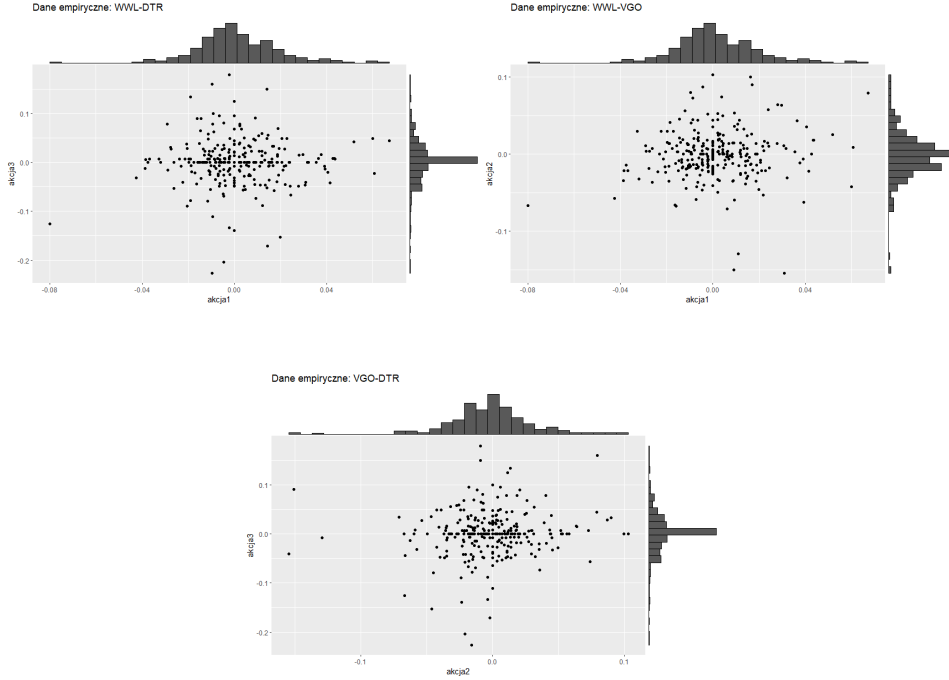 Dane empiryczne: WWL-DTR
0.1
0.0
-0.1
-0.2
akcja3
-0.08
-0.04
0.00
0.04
akcja1
Dane empiryczne: WWL-VGO
0.1
0.0
-0.1
akcja2
-0.08
-0.04
0.00
0.04
akcja1
Dane empiryczne: VGO-DTR
0.1
0.0
-0.1
-0.2
akcja3
-0.1
0.0
0.1
akcja2